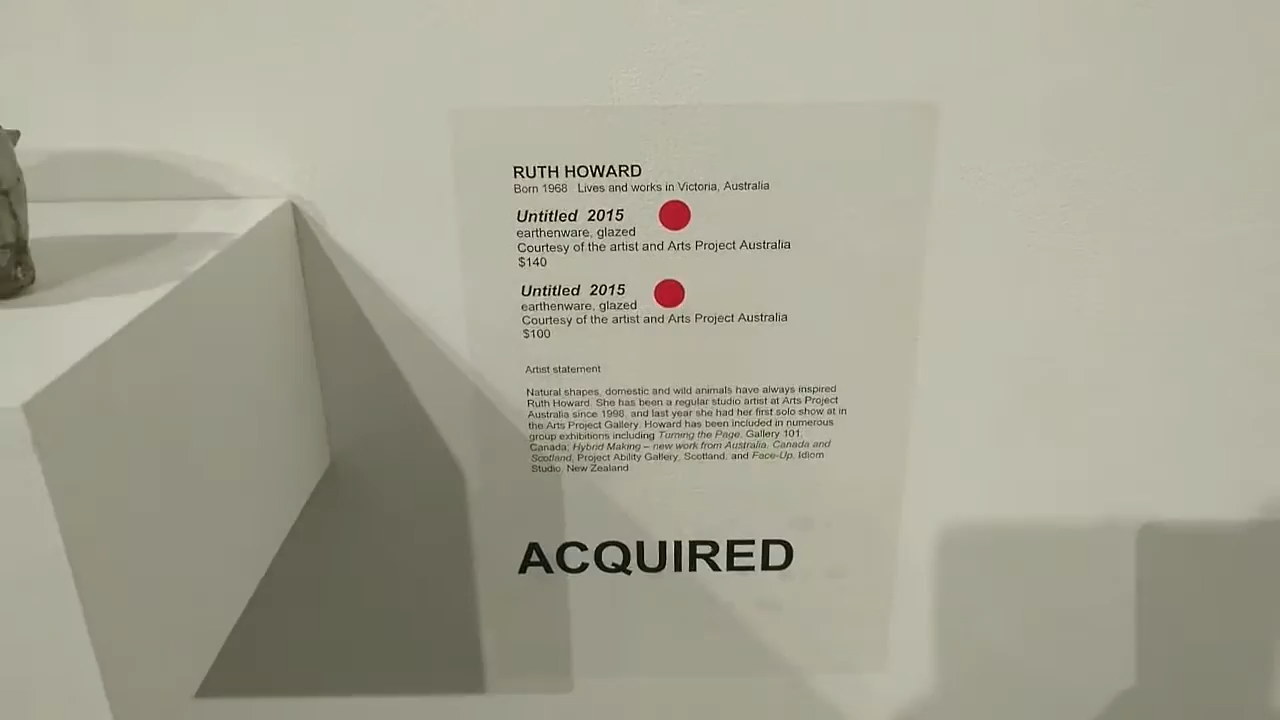 RUTH HOWARD
Born 1968 Lives and works in Victoria, Australia
Untitled 2015
earthenware, glazed
Courtesy of the artist and Arts Project Australia
$140
Untitled 2015
earthenware, glazed
Courtesy of the artist and Arts Project Australia
$100
Artist statement
Natural shapes, domestic and wild animals have always inspired
Ruth Howard. She has been a regular studio artist at Arts Project
Australia since 1998, and last year she had her first solo show at in
the Arts Project Gallery. Howard has been included in numerous
group exhibitions including Turning the Page, Gallery 101,
Canada; Hybrid Making – new work from Australia, Canada and
Scotland, Project Ability Gallery, Scotland, and Face-Up, Idiom
Studio, New Zealand
ACQUIRED